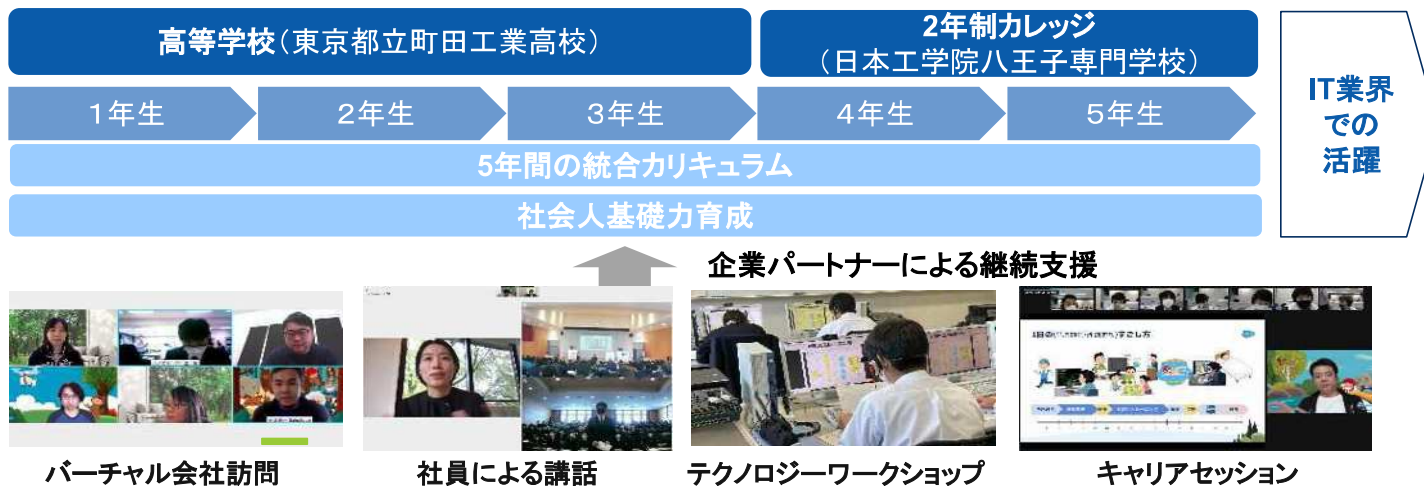 高等学校（東京都立町田工業高校）
2年制カレッジ
（日本工学院八王子専門学校）
IT業界
での
活躍
１年生
２年生
３年生
４年生
５年生
5年間の統合カリキュラム
社会人基礎力育成
企業パートナーによる継続支援
バーチャル会社訪問
社員による講話
テクノロジーワークショップ
キャリアセッション